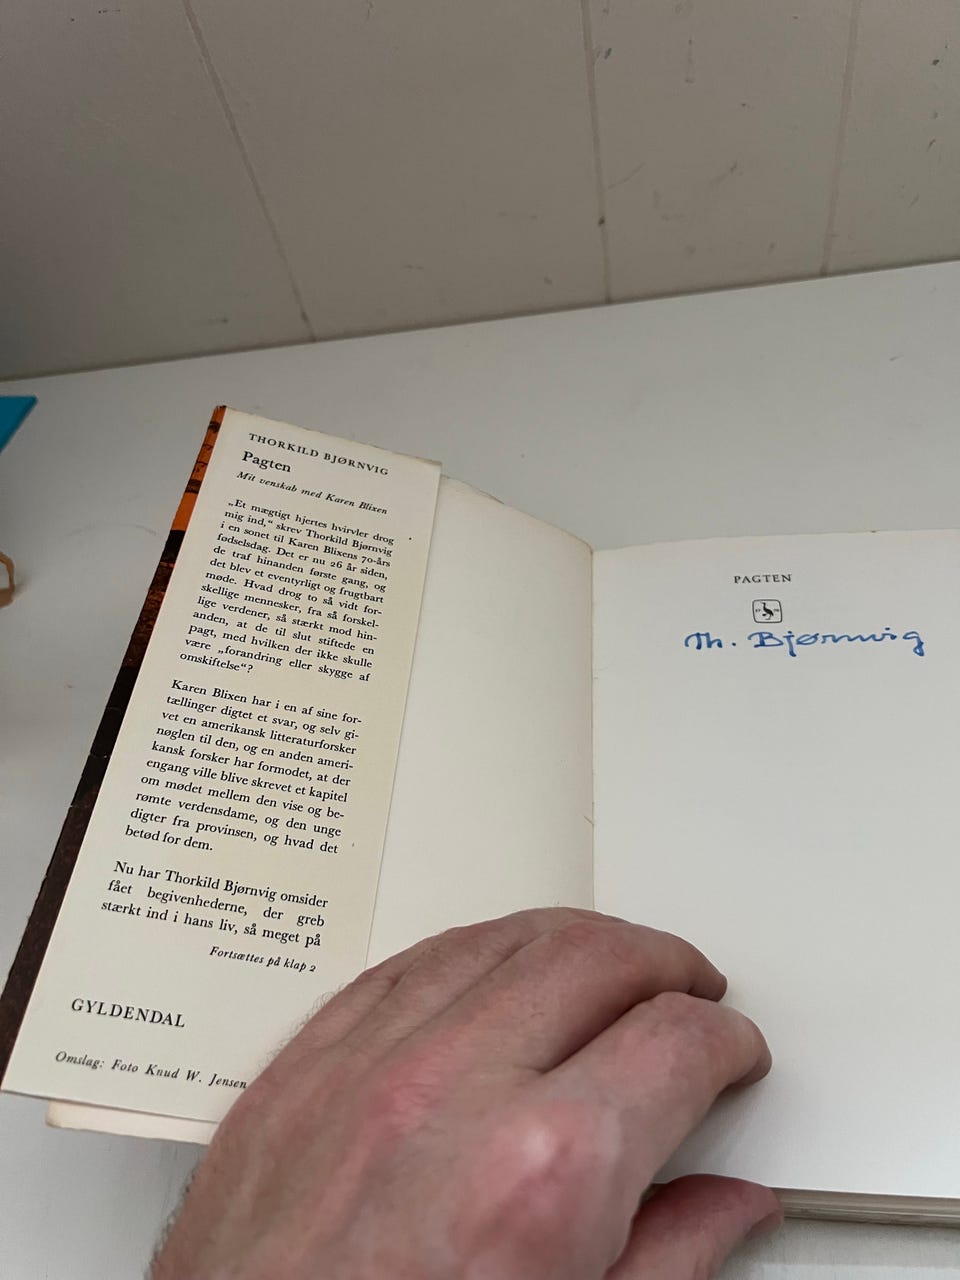 THORKILD BJØRNVIG
Pagten
Mit venskab med Karen Blixen
„Et mægtigt hjertes hvirvler drog
mig ind,“ skrev Thorkild Bjørnvig
i en sonet til Karen Blixens 70-års
fødselsdag. Det er nu 26 år siden,
de traf hinanden første gang, og
det blev et eventyrligt og frugtbart
møde. Hvad drog to så vidt for-
skellige mennesker, fra så forskel-
lige verdener, så stærkt mod hin-
anden, at de til slut stiftede en
pagt, med hvilken der ikke skulle
være „forandring eller skygge af
omskiftelse“?
Karen Blixen har i en af sine for-
tællinger digtet et svar, og selv gi-
vet en amerikansk litteraturforsker
nøglen til den, og en anden ameri-
kansk forsker har formodet, at der
engang ville blive skrevet et kapitel
om mødet mellem den vise og be-
rømte verdensdame, og den unge
digter fra provinsen, og hvad det
betød for dem.
Nu har Thorkild Bjørnvig omsider
fået begivenhederne, der greb
stærkt ind i hans liv, så meget på
Fortsættes på klap 2
GYLDENDAL
Omslag: Foto Knud W. Jensen
PAGTEN
Th. Bjørnvig